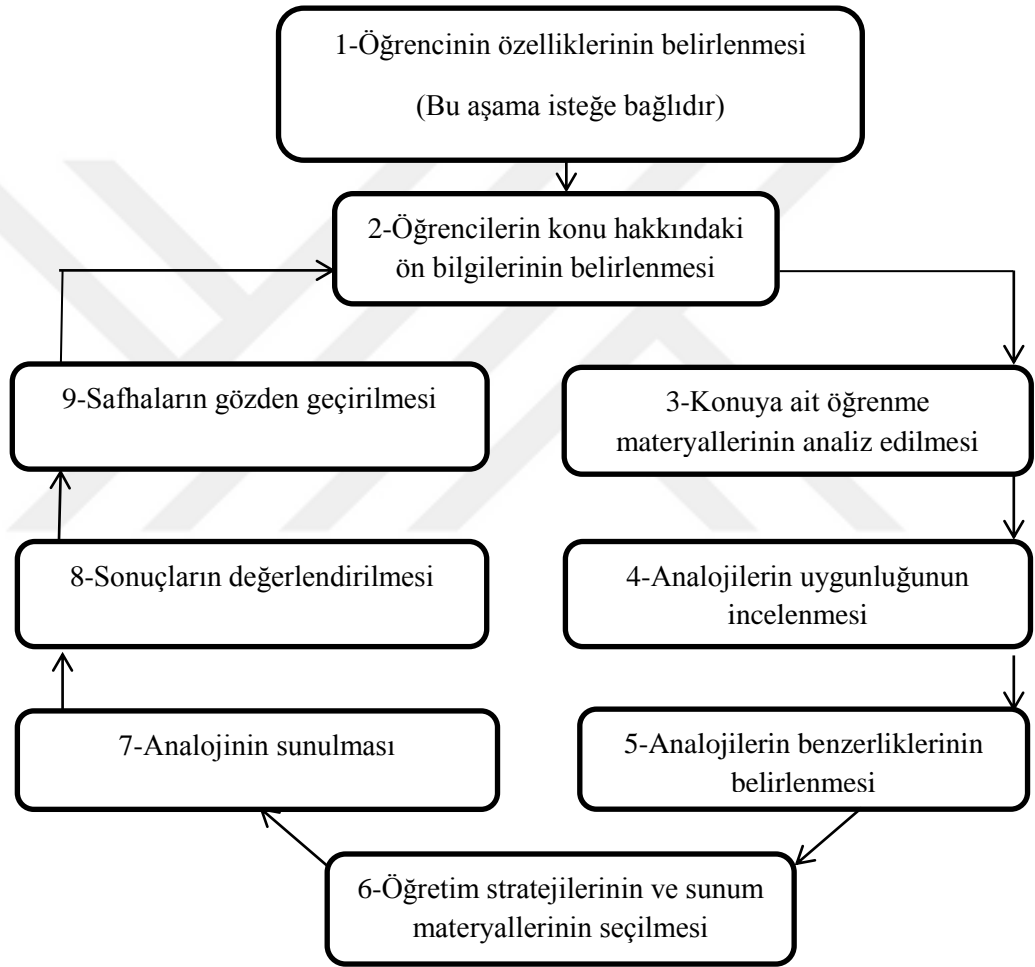 1-Öğrencinin özelliklerinin belirlenmesi
(Bu aşama isteğe bağlıdır)
2-Öğrencilerin konu hakkındaki
ön bilgilerinin belirlenmesi
3-Konuya ait öğrenme
materyallerinin analiz edilmesi
4-Analojilerin uygunluğunun
incelenmesi
5-Analojilerin benzerliklerinin
belirlenmesi
6-Öğretim stratejilerinin ve sunum
materyallerinin seçilmesi
7-Analojinin sunulması
8-Sonuçların değerlendirilmesi
9-Safhaların gözden geçirilmesi